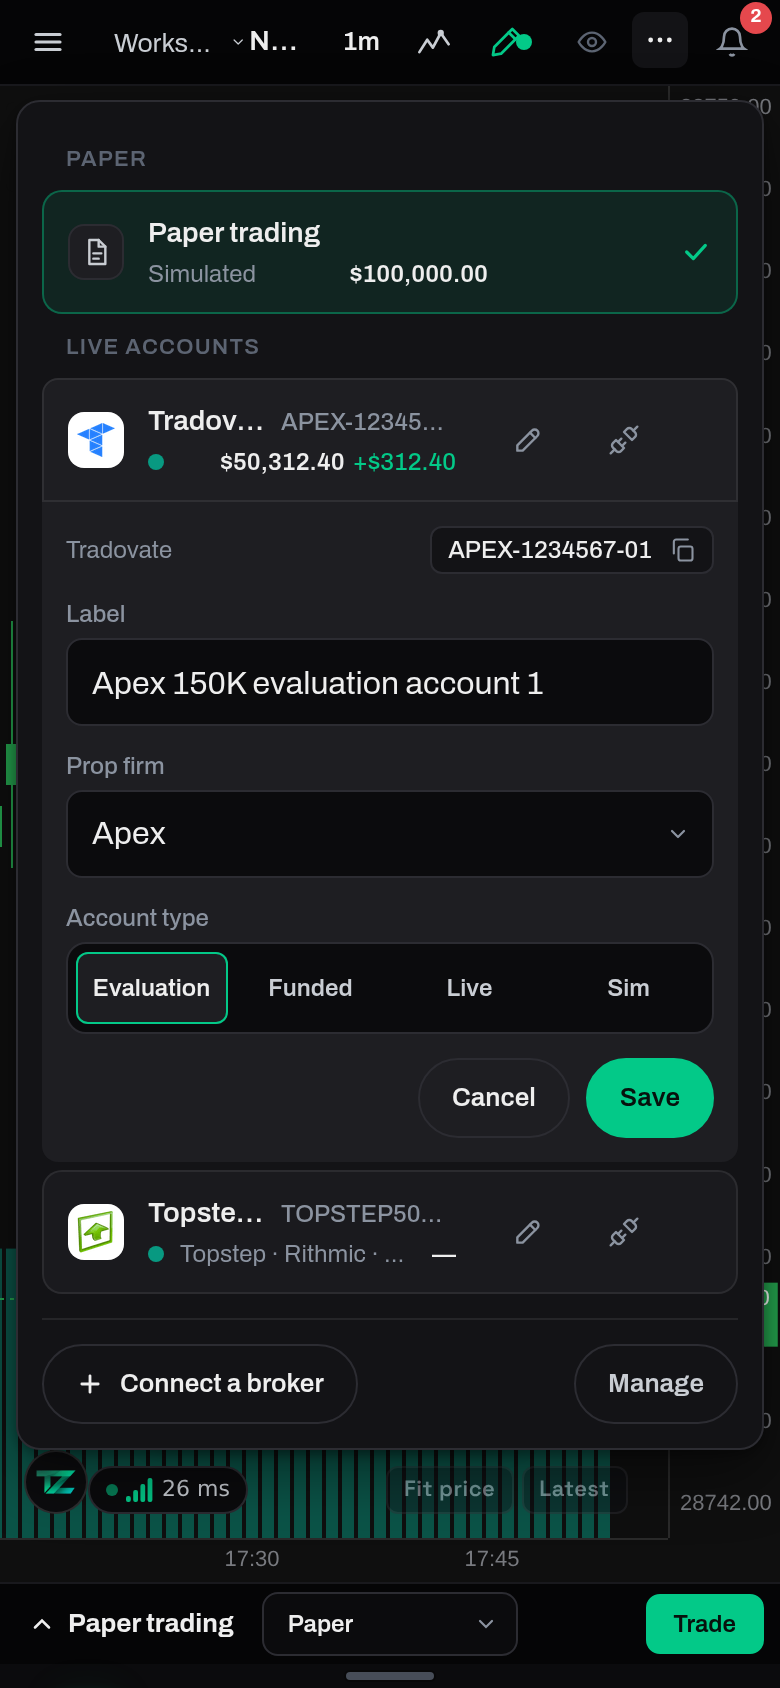 Works... N... 1m 2
PAPER
Paper trading
Simulated $100,000.00
LIVE ACCOUNTS
Tradov... APEX-12345...
$50,312.40 +$312.40
Tradovate APEX-1234567-01
Label
Apex 150K evaluation account 1
Prop firm
Apex
Account type
Evaluation Funded Live Sim
Cancel Save
Topste... TOPSTEP50...
Topstep · Rithmic · ... —
Connect a broker Manage
26 ms Fit price Latest
28742.00
17:30 17:45
Paper trading Paper Trade